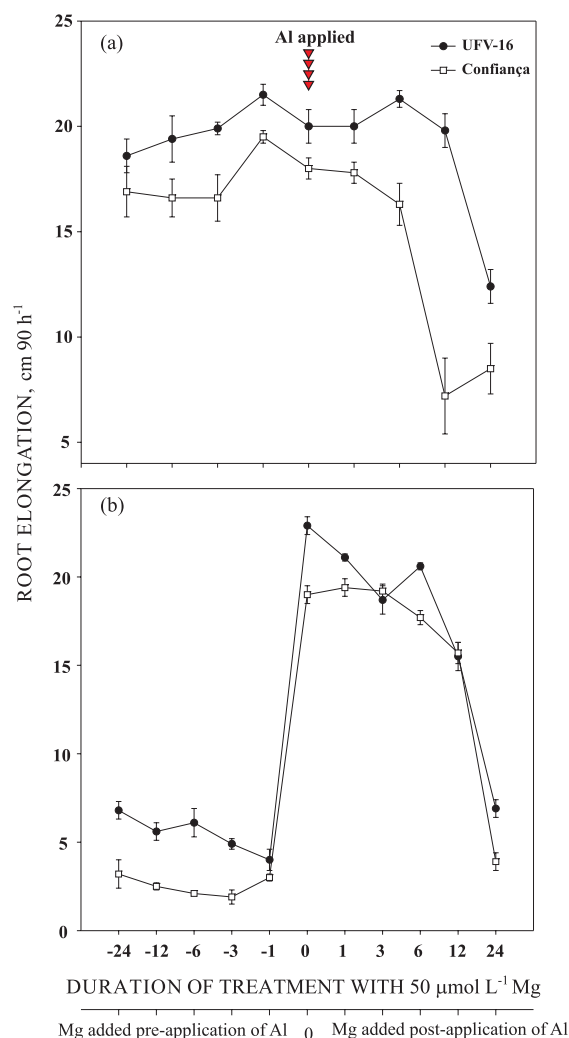 25
(a)
Al applied
UFV-16
Confiança
20
15
10
5
ROOT ELONGATION, cm 90 h⁻¹
25
(b)
20
15
10
5
0
-24 -12 -6 -3 -1 0 1 3 6 12 24
DURATION OF TREATMENT WITH 50 μmol L⁻¹ Mg
Mg added pre-application of Al 0 Mg added post-application of Al